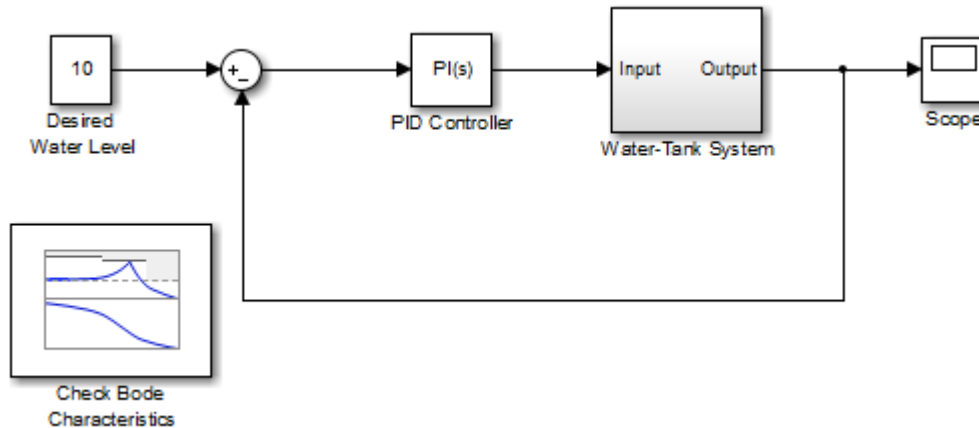 10
Desired
Water Level
+
−
PI(s)
PID Controller
Input
Output
Water-Tank System
Scope
Check Bode
Characteristics